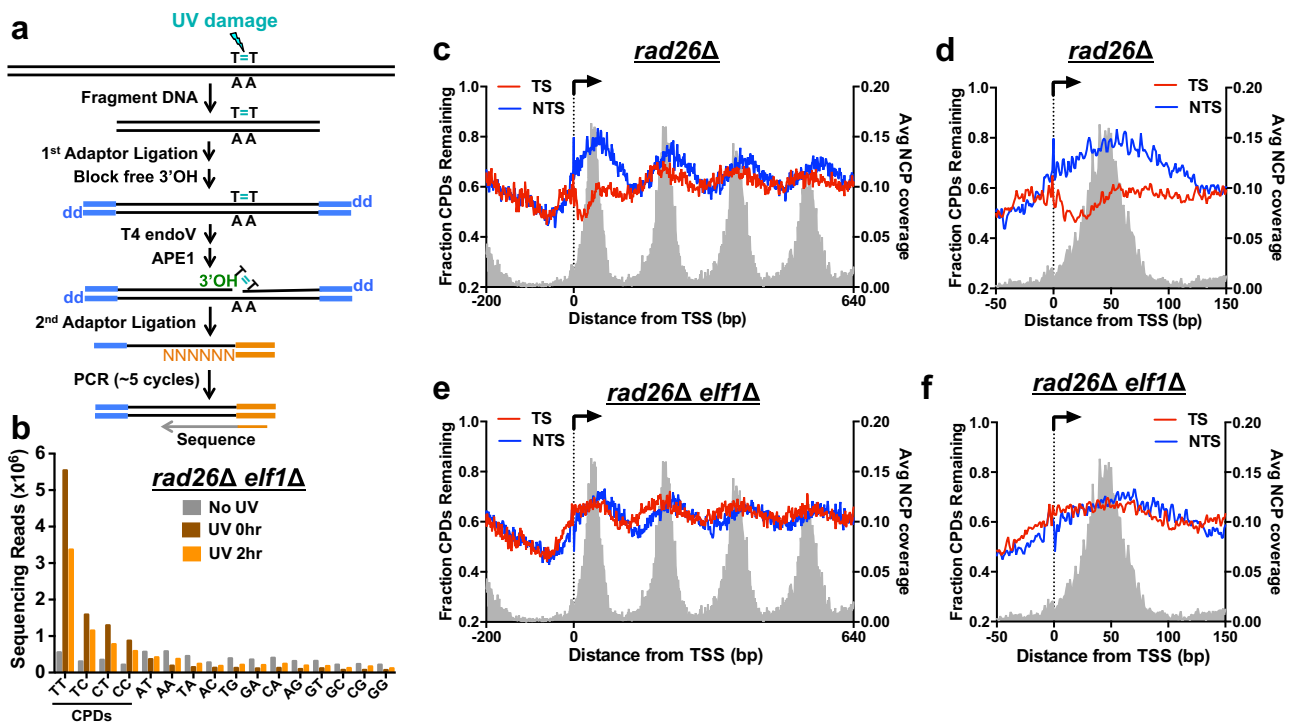 a
UV damage
T=T
A A
Fragment DNA
T=T
A A
1st Adaptor Ligation
Block free 3'OH
T=T
dd
dd
A A
T4 endoV
APE1
3'OH
T=T
dd
dd
A A
2nd Adaptor Ligation
NNNNNN
PCR (~5 cycles)
Sequence
b
rad26Δ elf1Δ
No UV
UV 0hr
UV 2hr
Sequencing Reads (x10^6)
6
5
4
3
2
1
0
TT TC CT CC AT AA TA AC TG GA CA AG GT GC CG GG
CPDs
c
rad26Δ
TS
NTS
Fraction CPDs Remaining
1.0
0.8
0.6
0.4
0.2
Avg NCP coverage
0.20
0.15
0.10
0.05
0.00
-200 0 640
Distance from TSS (bp)
d
rad26Δ
TS
NTS
Fraction CPDs Remaining
1.0
0.8
0.6
0.4
0.2
Avg NCP coverage
0.20
0.15
0.10
0.05
0.00
-50 0 50 100 150
Distance from TSS (bp)
e
rad26Δ elf1Δ
TS
NTS
Fraction CPDs Remaining
1.0
0.8
0.6
0.4
0.2
Avg NCP coverage
0.20
0.15
0.10
0.05
0.00
-200 0 640
Distance from TSS (bp)
f
rad26Δ elf1Δ
TS
NTS
Fraction CPDs Remaining
1.0
0.8
0.6
0.4
0.2
Avg NCP coverage
0.20
0.15
0.10
0.05
0.00
-50 0 50 100 150
Distance from TSS (bp)